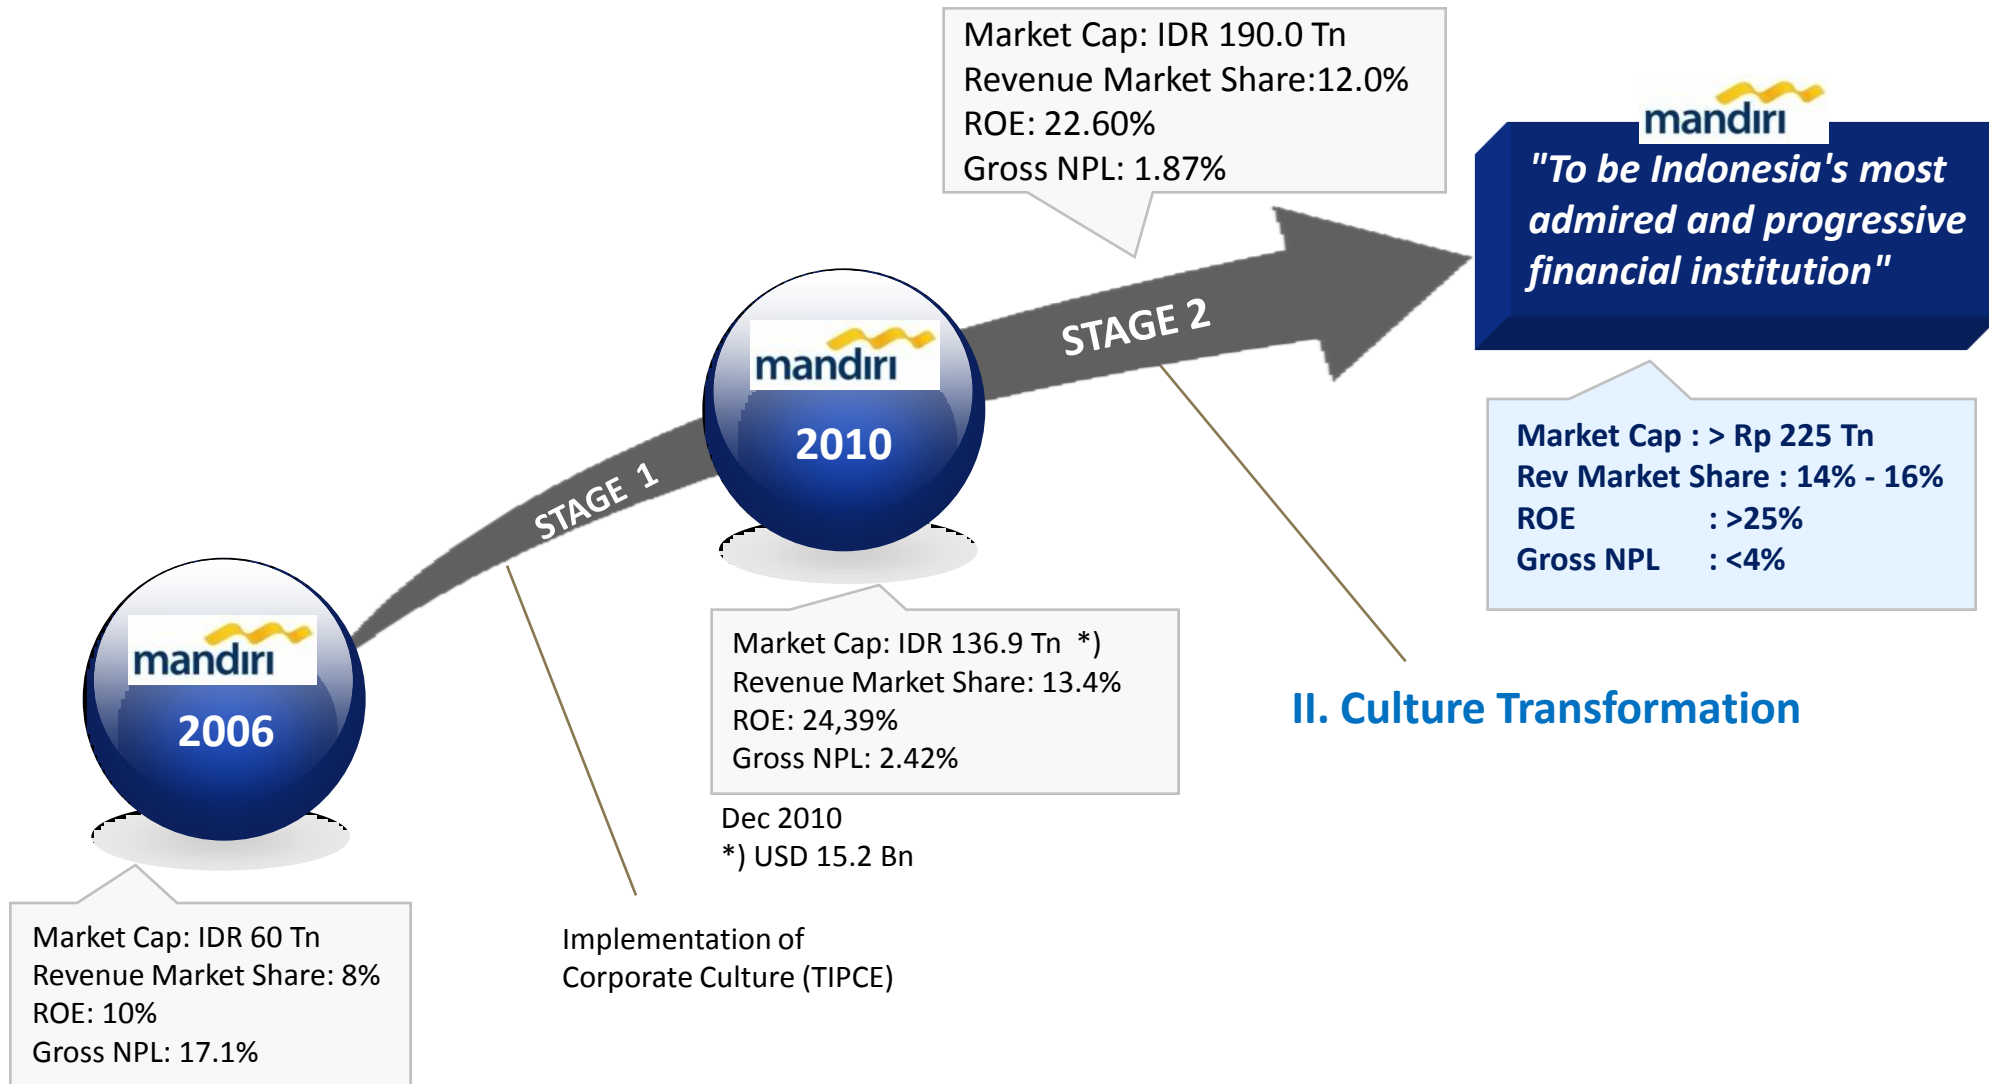 Market Cap: IDR 190.0 Tn
Revenue Market Share:12.0%
ROE: 22.60%
Gross NPL: 1.87%
mandırı
"To be Indonesia's most
admired and progressive
financial institution"
STAGE 2
mandırı
2010
STAGE 1
Market Cap : > Rp 225 Tn
Rev Market Share : 14% - 16%
ROE : >25%
Gross NPL : <4%
mandırı
2006
Market Cap: IDR 136.9 Tn *)
Revenue Market Share: 13.4%
ROE: 24,39%
Gross NPL: 2.42%
Dec 2010
*) USD 15.2 Bn
II. Culture Transformation
Implementation of
Corporate Culture (TIPCE)
Market Cap: IDR 60 Tn
Revenue Market Share: 8%
ROE: 10%
Gross NPL: 17.1%